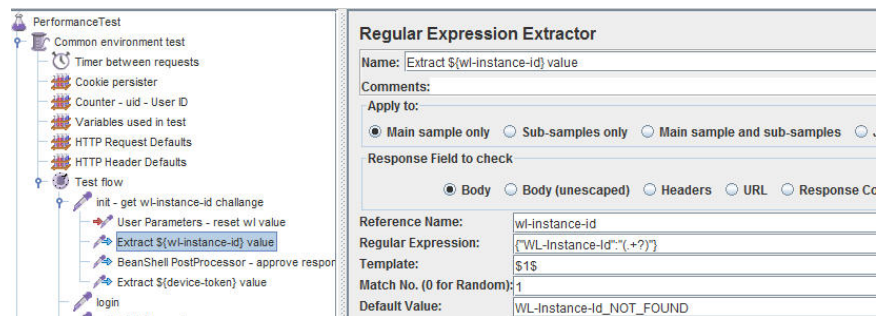 PerformanceTest
Common environment test
Timer between requests
Cookie persister
Counter - uid - User ID
Variables used in test
HTTP Request Defaults
HTTP Header Defaults
Test flow
init - get wl-instance-id challange
User Parameters - reset wl value
Extract ${wl-instance-id} value
BeanShell PostProcessor - approve respor
Extract ${device-token} value
login
Regular Expression Extractor
Name: Extract ${wl-instance-id} value
Comments:
Apply to:
Main sample only Sub-samples only Main sample and sub-samples J
Response Field to check
Body Body (unescaped) Headers URL Response Co
Reference Name: wl-instance-id
Regular Expression: {"WL-Instance-Id":"(.+?)"}
Template: $1$
Match No. (0 for Random): 1
Default Value: WL-Instance-Id_NOT_FOUND